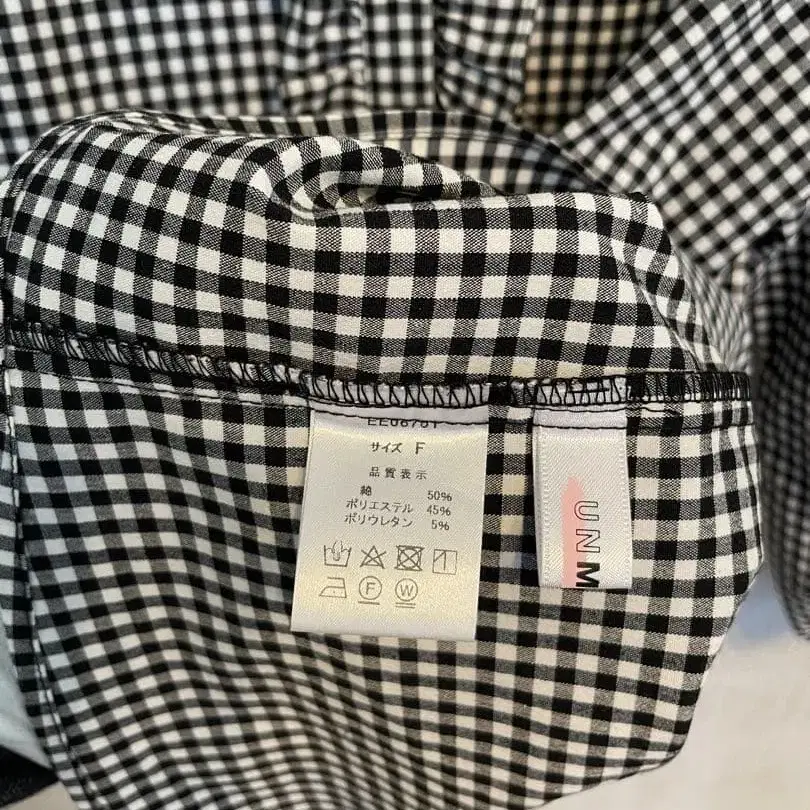 サイズ F
品質表示
綿 50%
ポリエステル 45%
ポリウレタン 5%
F W
UNM